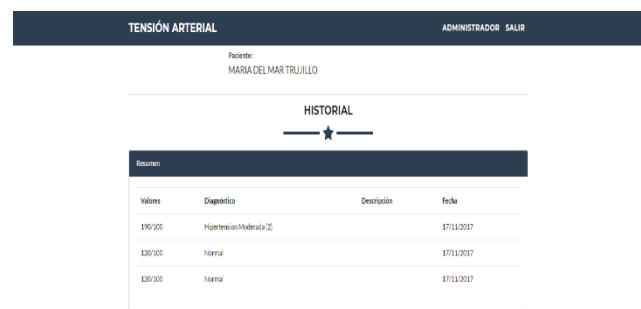 TENSIÓN ARTERIAL ADMINISTRADOR SALIR
Paciente:
MARIA DEL MAR TRUJILLO
HISTORIAL
Resumen
Valores Diagnóstico Descripción Fecha
190/100 Hipertension Moderada (2) 17/11/2017
120/100 Normal 17/11/2017
120/100 Normal 17/11/2017